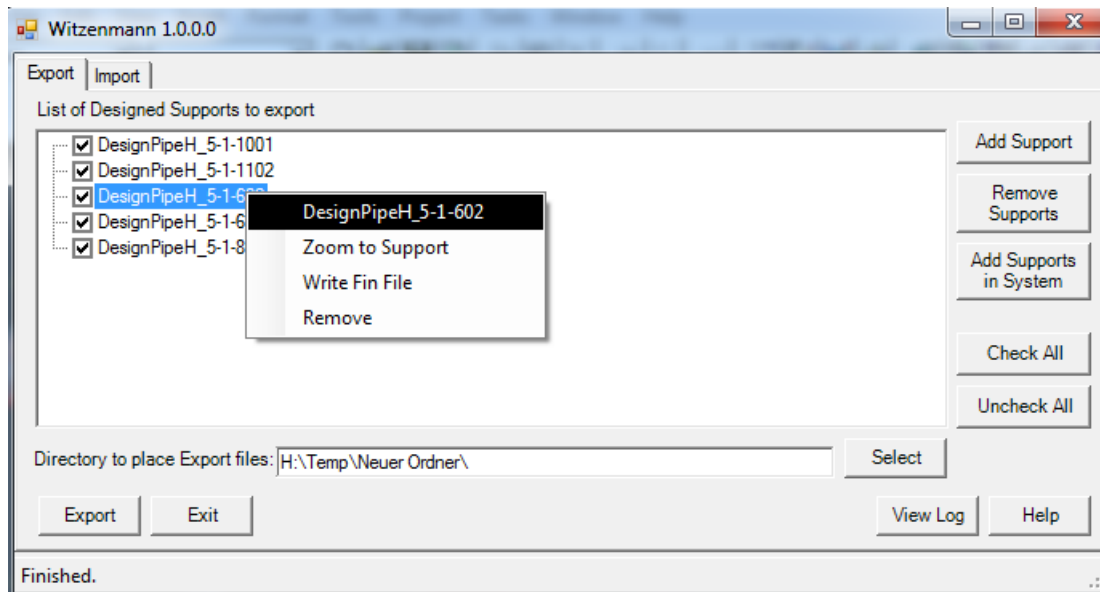 Witzenmann 1.0.0.0
Export
Import
List of Designed Supports to export
DesignPipeH_5-1-1001
DesignPipeH_5-1-1102
DesignPipeH_5-1-6
DesignPipeH_5-1-6
DesignPipeH_5-1-8
DesignPipeH_5-1-602
Zoom to Support
Write Fin File
Remove
Add Support
Remove
Supports
Add Supports
in System
Check All
Uncheck All
Directory to place Export files: H:\Temp\Neuer Ordner\
Select
Export
Exit
View Log
Help
Finished.